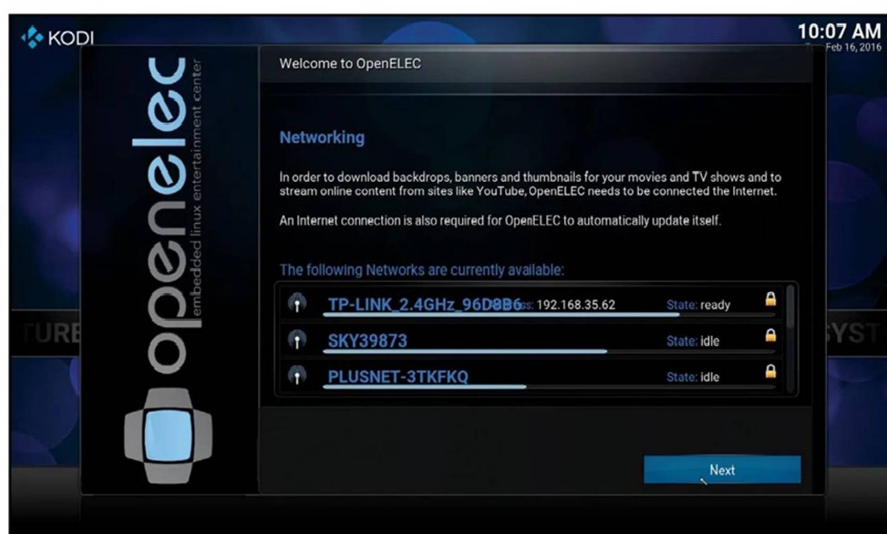 KODI
10:07 AM
Feb 16, 2016
openelec
embedded linux entertainment center
Welcome to OpenELEC
Networking
In order to download backdrops, banners and thumbnails for your movies and TV shows and to
stream online content from sites like YouTube, OpenELEC needs to be connected the Internet.
An Internet connection is also required for OpenELEC to automatically update itself.
The following Networks are currently available:
TP-LINK_2.4GHz_96D8B6 192.168.35.62 State: ready
SKY39873 State: idle
PLUSNET-3TKFKQ State: idle
TURE
SYST
Next